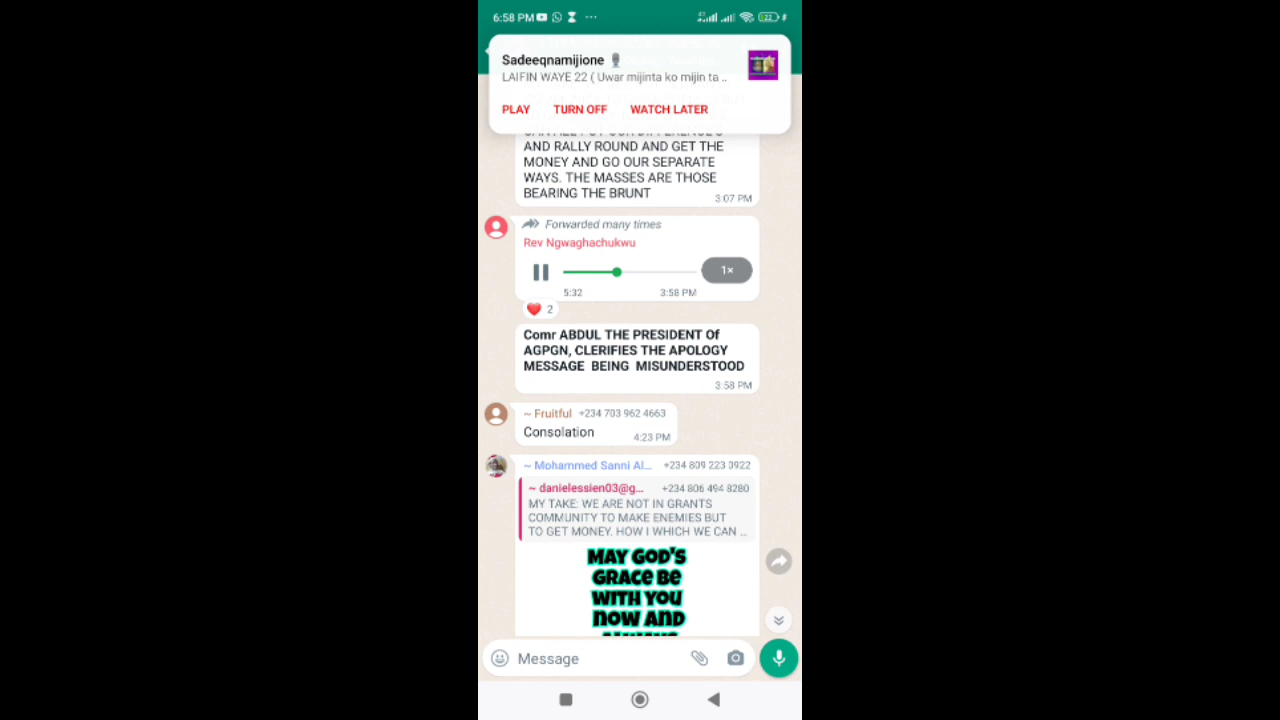 6:58 PM
22
Sadeeqnamijione
LAIFIN WAYE 22 ( Uwar mijinta ko mijin ta ..
PLAY TURN OFF WATCH LATER
AND RALLY ROUND AND GET THE
MONEY AND GO OUR SEPARATE
WAYS. THE MASSES ARE THOSE
BEARING THE BRUNT
3:07 PM
Forwarded many times
Rev Ngwaghachukwu
1×
5:32 3:58 PM
2
Comr ABDUL THE PRESIDENT Of
AGPGN, CLERIFIES THE APOLOGY
MESSAGE BEING MISUNDERSTOOD
3:58 PM
~ Fruitful +234 703 962 4663
Consolation
4:23 PM
~ Mohammed Sanni Al... +234 809 223 0922
~ danielessien03@g... +234 806 494 8280
MY TAKE: WE ARE NOT IN GRANTS
COMMUNITY TO MAKE ENEMIES BUT
TO GET MONEY. HOW I WHICH WE CAN ...
MAY GOD'S
GRACE BE
WITH YOU
NOW AND
Message